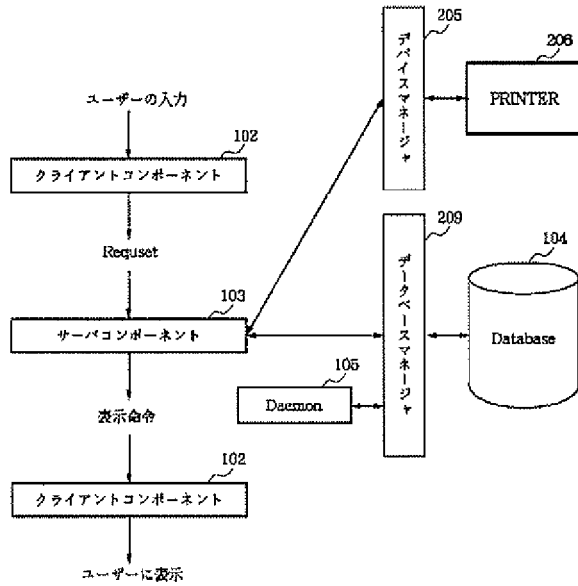 205
206
デバイスマネージャ
PRINTER
ユーザーの入力
102
クライアントコンポーネント
Requset
209
104
データベースマネージャ
Database
103
サーバコンポーネント
105
Daemon
表示命令
102
クライアントコンポーネント
ユーザーに表示